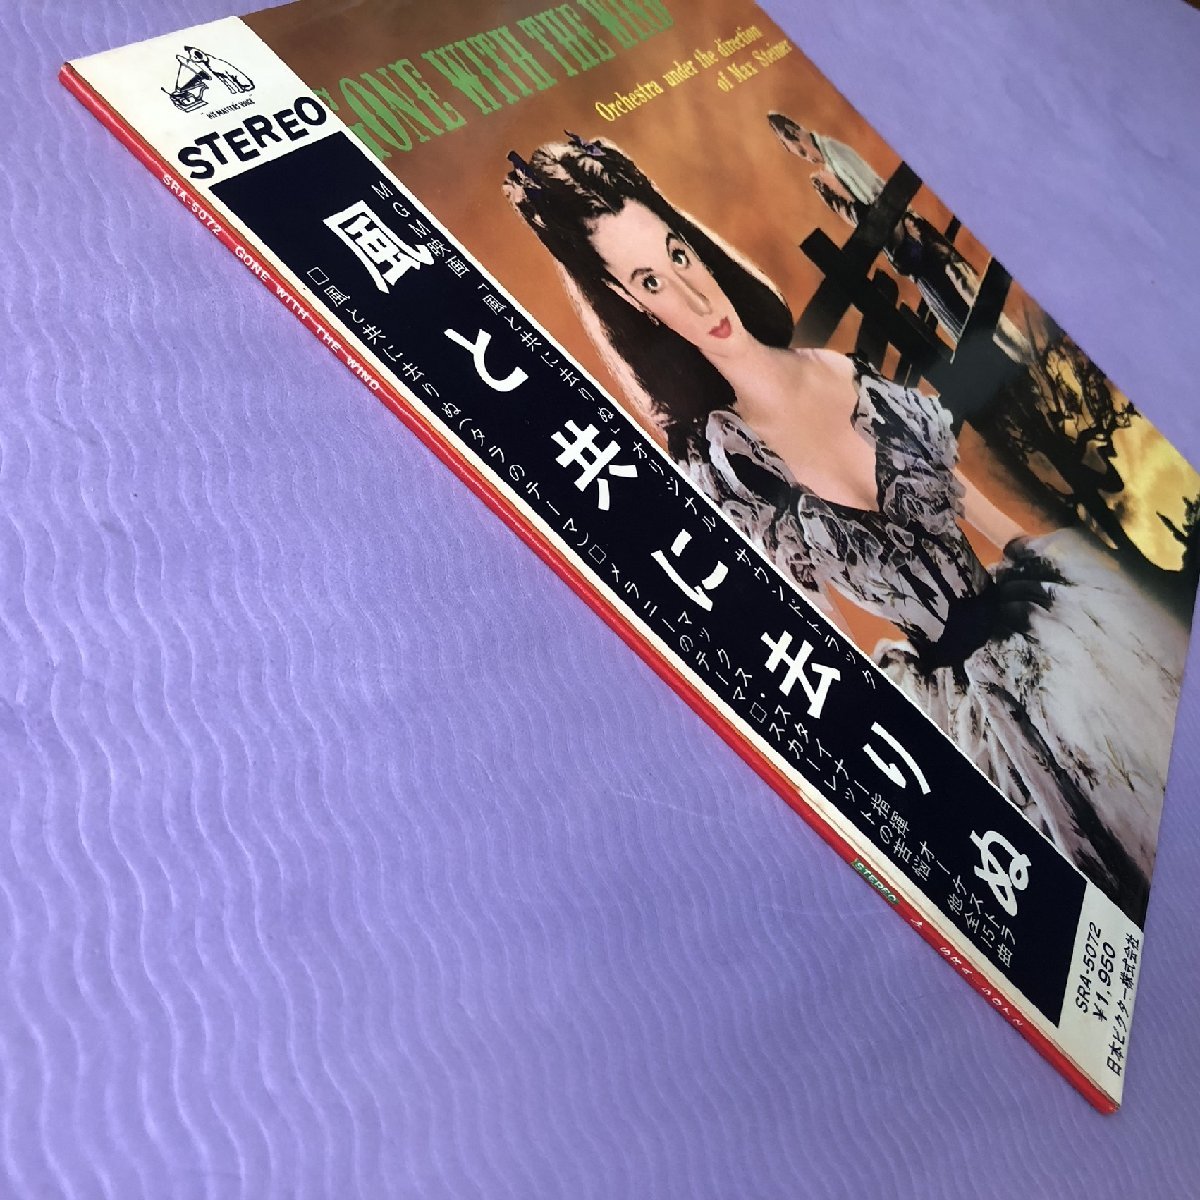 GONE WITH THE WIND
Orchestra under the direction
of Max Steiner
"HIS MASTER'S VOICE"
STEREO
風と共に去りぬ
MGM映画「風と共に去りぬ」オリジナル・サウンドトラック
マックス・スタイナー指揮 オーケストラ
□風と共に去りぬ(タラのテーマ)□メラニーのテーマ□スカーレットの苦悩 他全15曲
SRA-5072
¥1,950
日本ビクター株式会社
SRA-5072 GONE WITH THE WIND
STEREO
SRA-5072